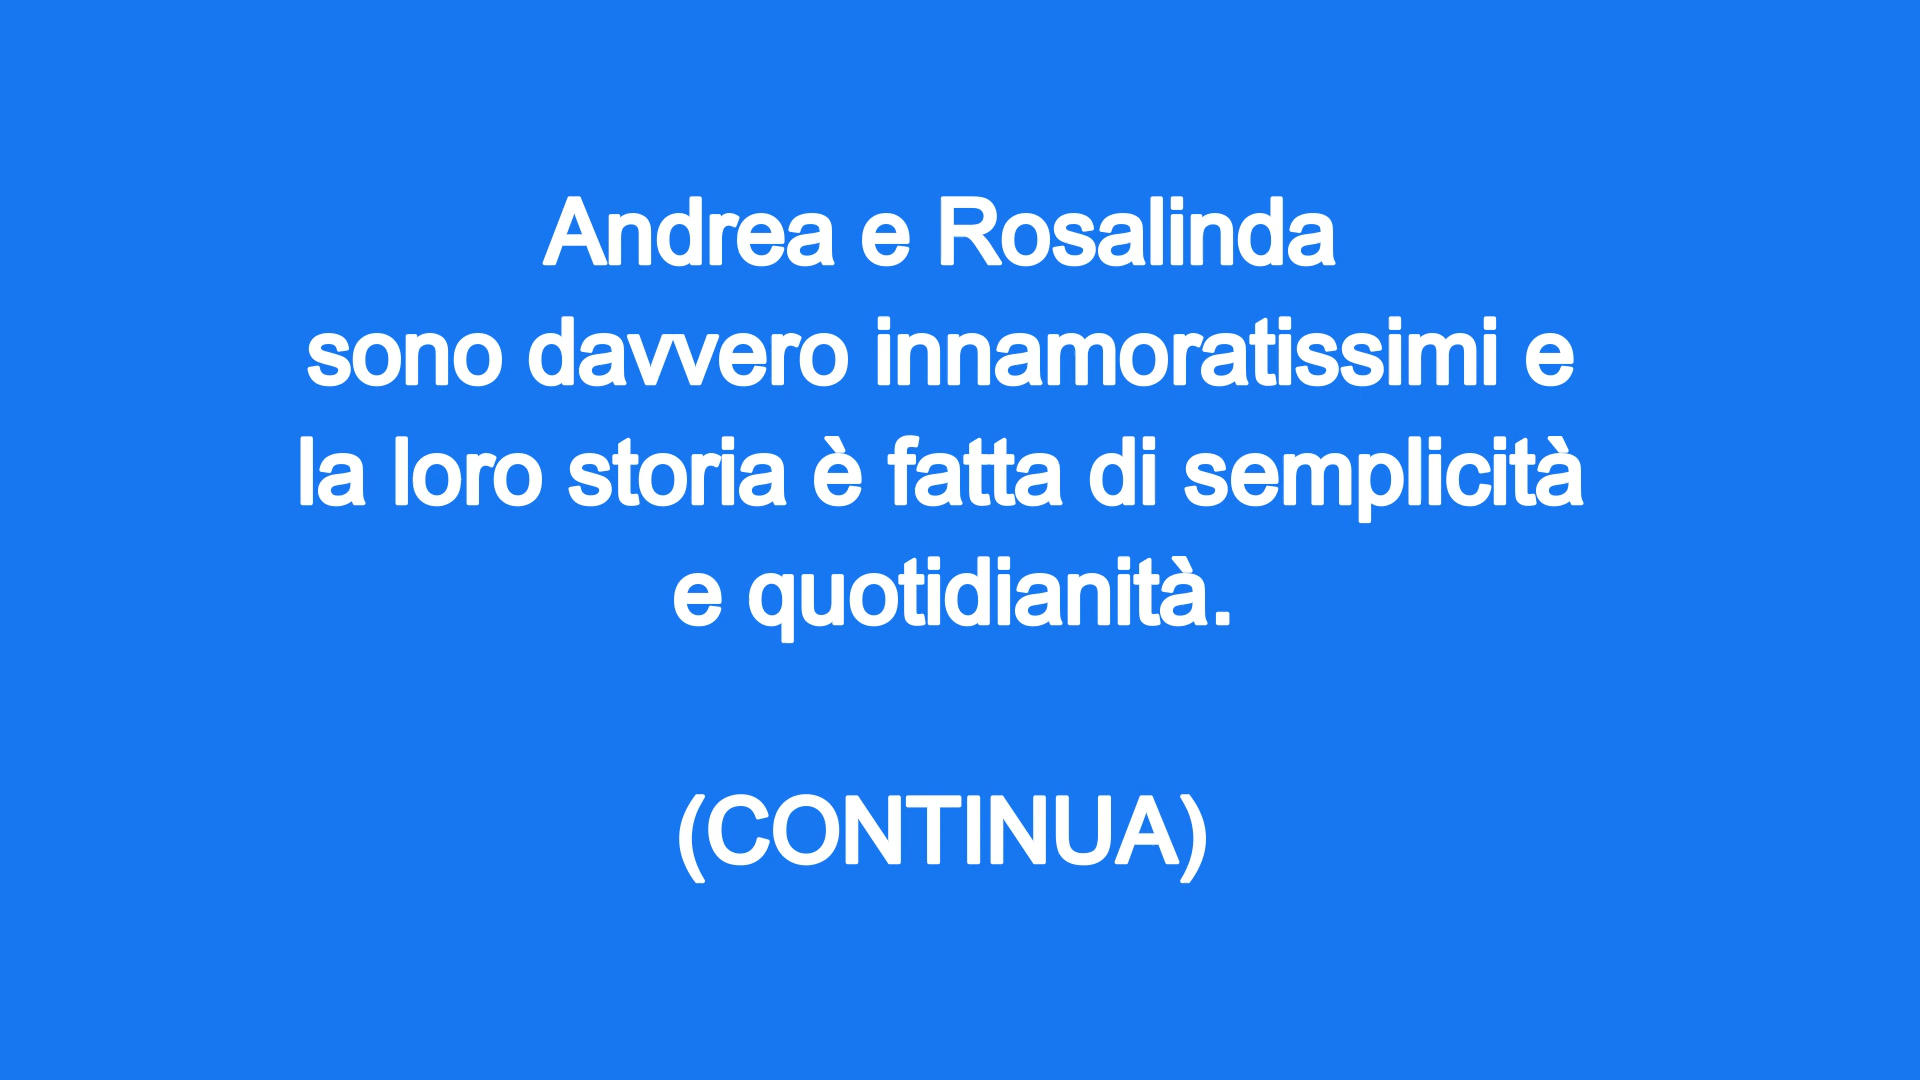 Andrea e Rosalinda
sono davvero innamoratissimi e
la loro storia è fatta di semplicità
e quotidianità.
(CONTINUA)